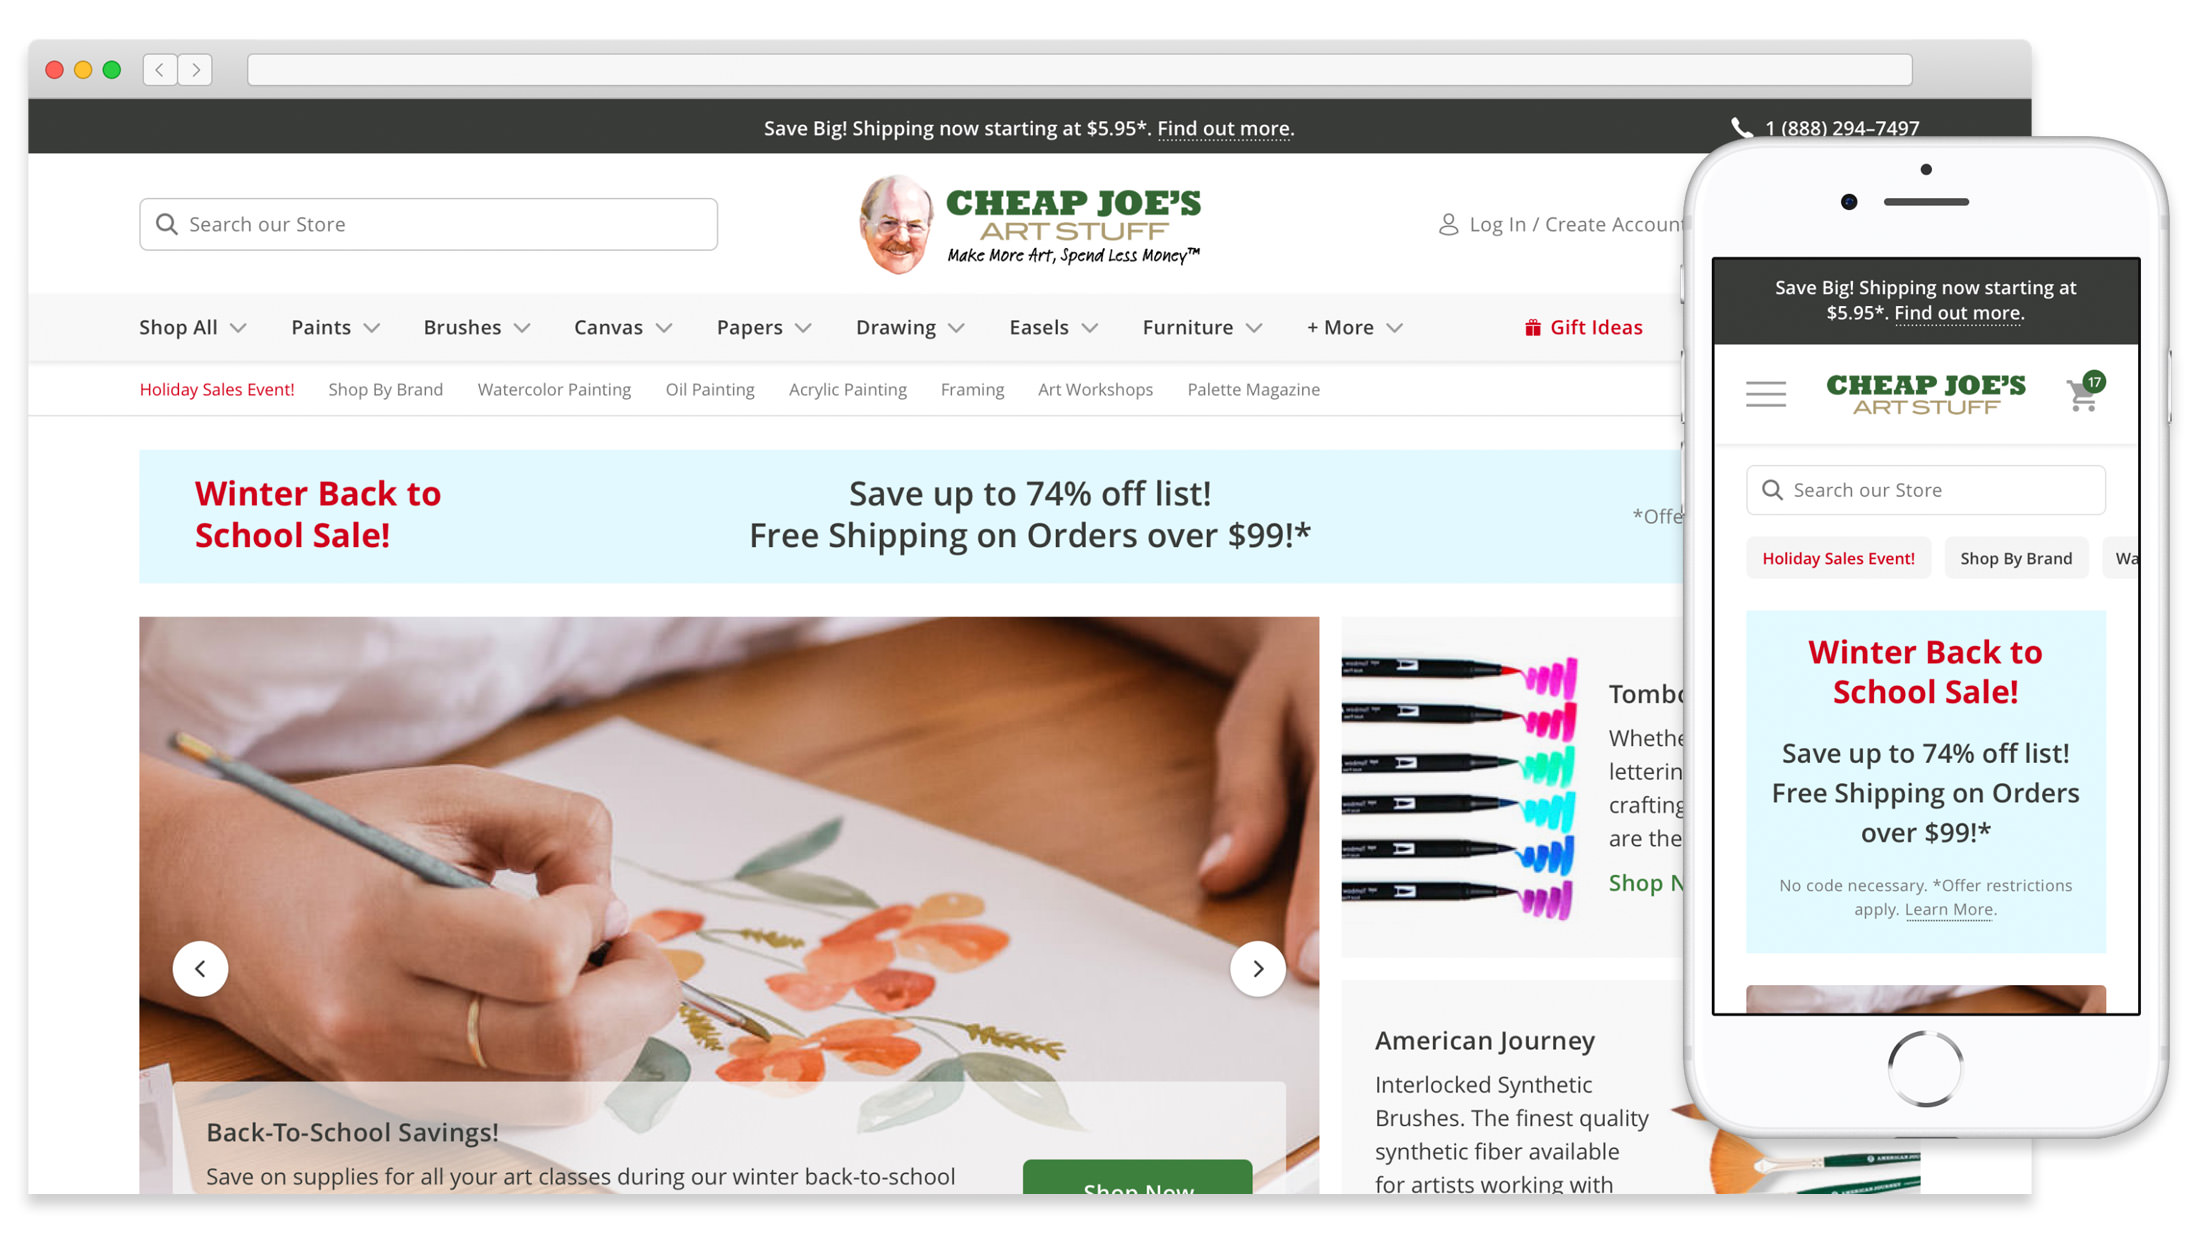 Save Big! Shipping now starting at $5.95*. Find out more.
1 (888) 294-7497
Search our Store
CHEAP JOE'S
ART STUFF
Make More Art, Spend Less Money™
Log In / Create Accoun
Shop All
Paints
Brushes
Canvas
Papers
Drawing
Easels
Furniture
+ More
Gift Ideas
Holiday Sales Event!
Shop By Brand
Watercolor Painting
Oil Painting
Acrylic Painting
Framing
Art Workshops
Palette Magazine
Winter Back to
School Sale!
Save up to 74% off list!
Free Shipping on Orders over $99!*
*Offe
Back-To-School Savings!
Save on supplies for all your art classes during our winter back-to-school
Shop Now
Tombo
Whethe
letterin
crafting
are the
Shop N
American Journey
Interlocked Synthetic
Brushes. The finest quality
synthetic fiber available
for artists working with
Save Big! Shipping now starting at
$5.95*. Find out more.
CHEAP JOE'S
ART STUFF
17
Search our Store
Holiday Sales Event!
Shop By Brand
Wa
Winter Back to
School Sale!
Save up to 74% off list!
Free Shipping on Orders
over $99!*
No code necessary. *Offer restrictions
apply. Learn More.